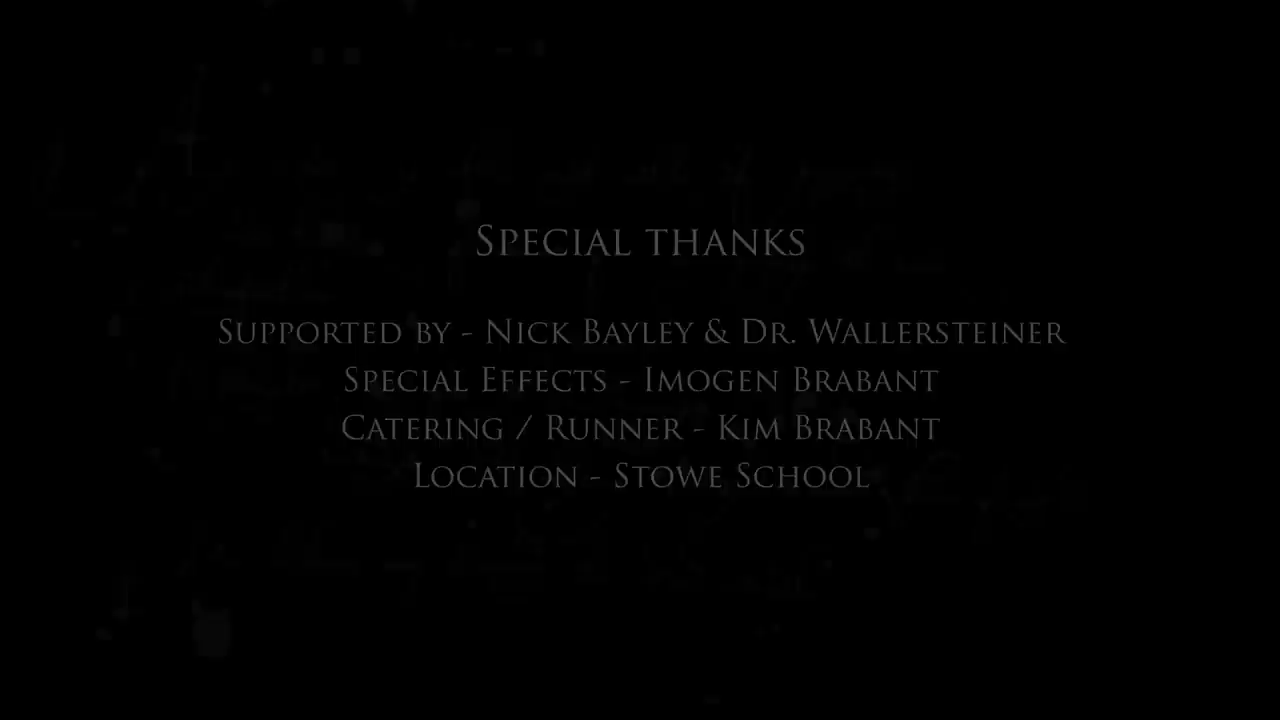 Special thanks
Supported by - Nick Bayley & Dr. Wallersteiner
Special Effects - Imogen Brabant
Catering / Runner - Kim Brabant
Location - Stowe School